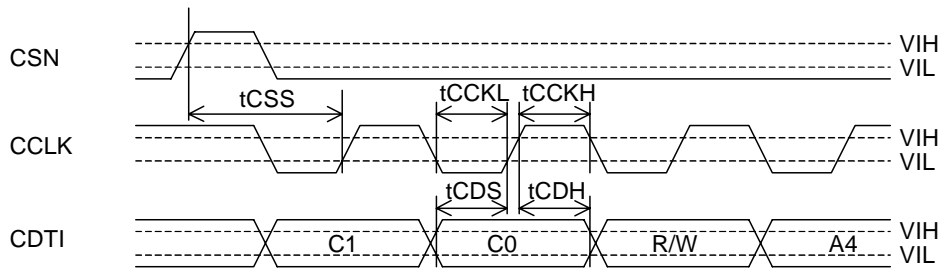 CSN
VIH
VIL
tCSS
tCCKL
tCCKH
CCLK
VIH
VIL
tCDS
tCDH
CDTI
C1
C0
R/W
A4
VIH
VIL